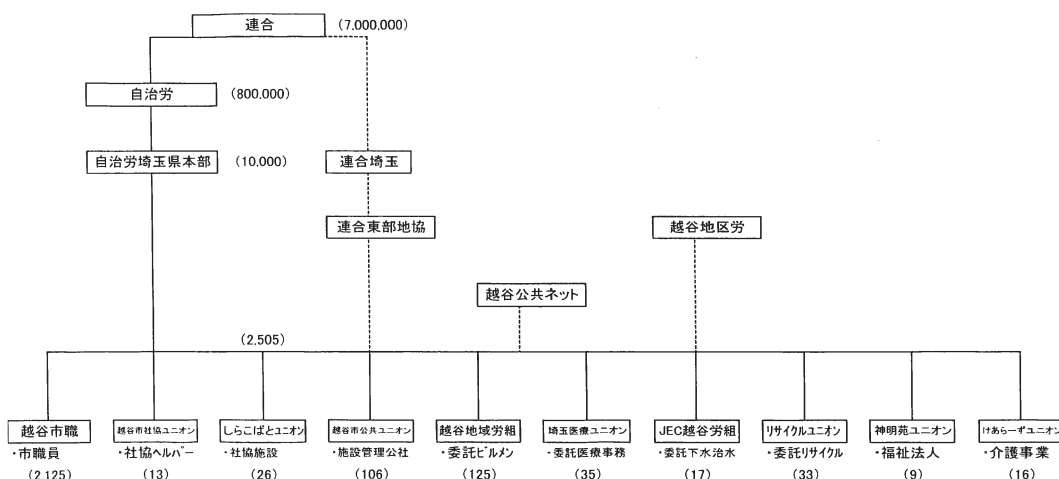 連合 (7,000,000)
自治労 (800,000)
自治労埼玉県本部 (10,000) 連合埼玉
連合東部地協 越谷地区労
越谷公共ネット
(2,505)
越谷市職 越谷市社協ユニオン しらこばとユニオン 越谷市公共ユニオン 越谷地域労組 埼玉医療ユニオン JEC越谷労組 リサイクルユニオン 神明苑ユニオン けあらーずユニオン
・市職員 ・社協ヘルパー ・社協施設 ・施設管理公社 ・委託ビルメン ・委託医療事務 ・委託下水治水 ・委託リサイクル ・福祉法人 ・介護事業
(2,125) (13) (26) (106) (125) (35) (17) (33) (9) (16)